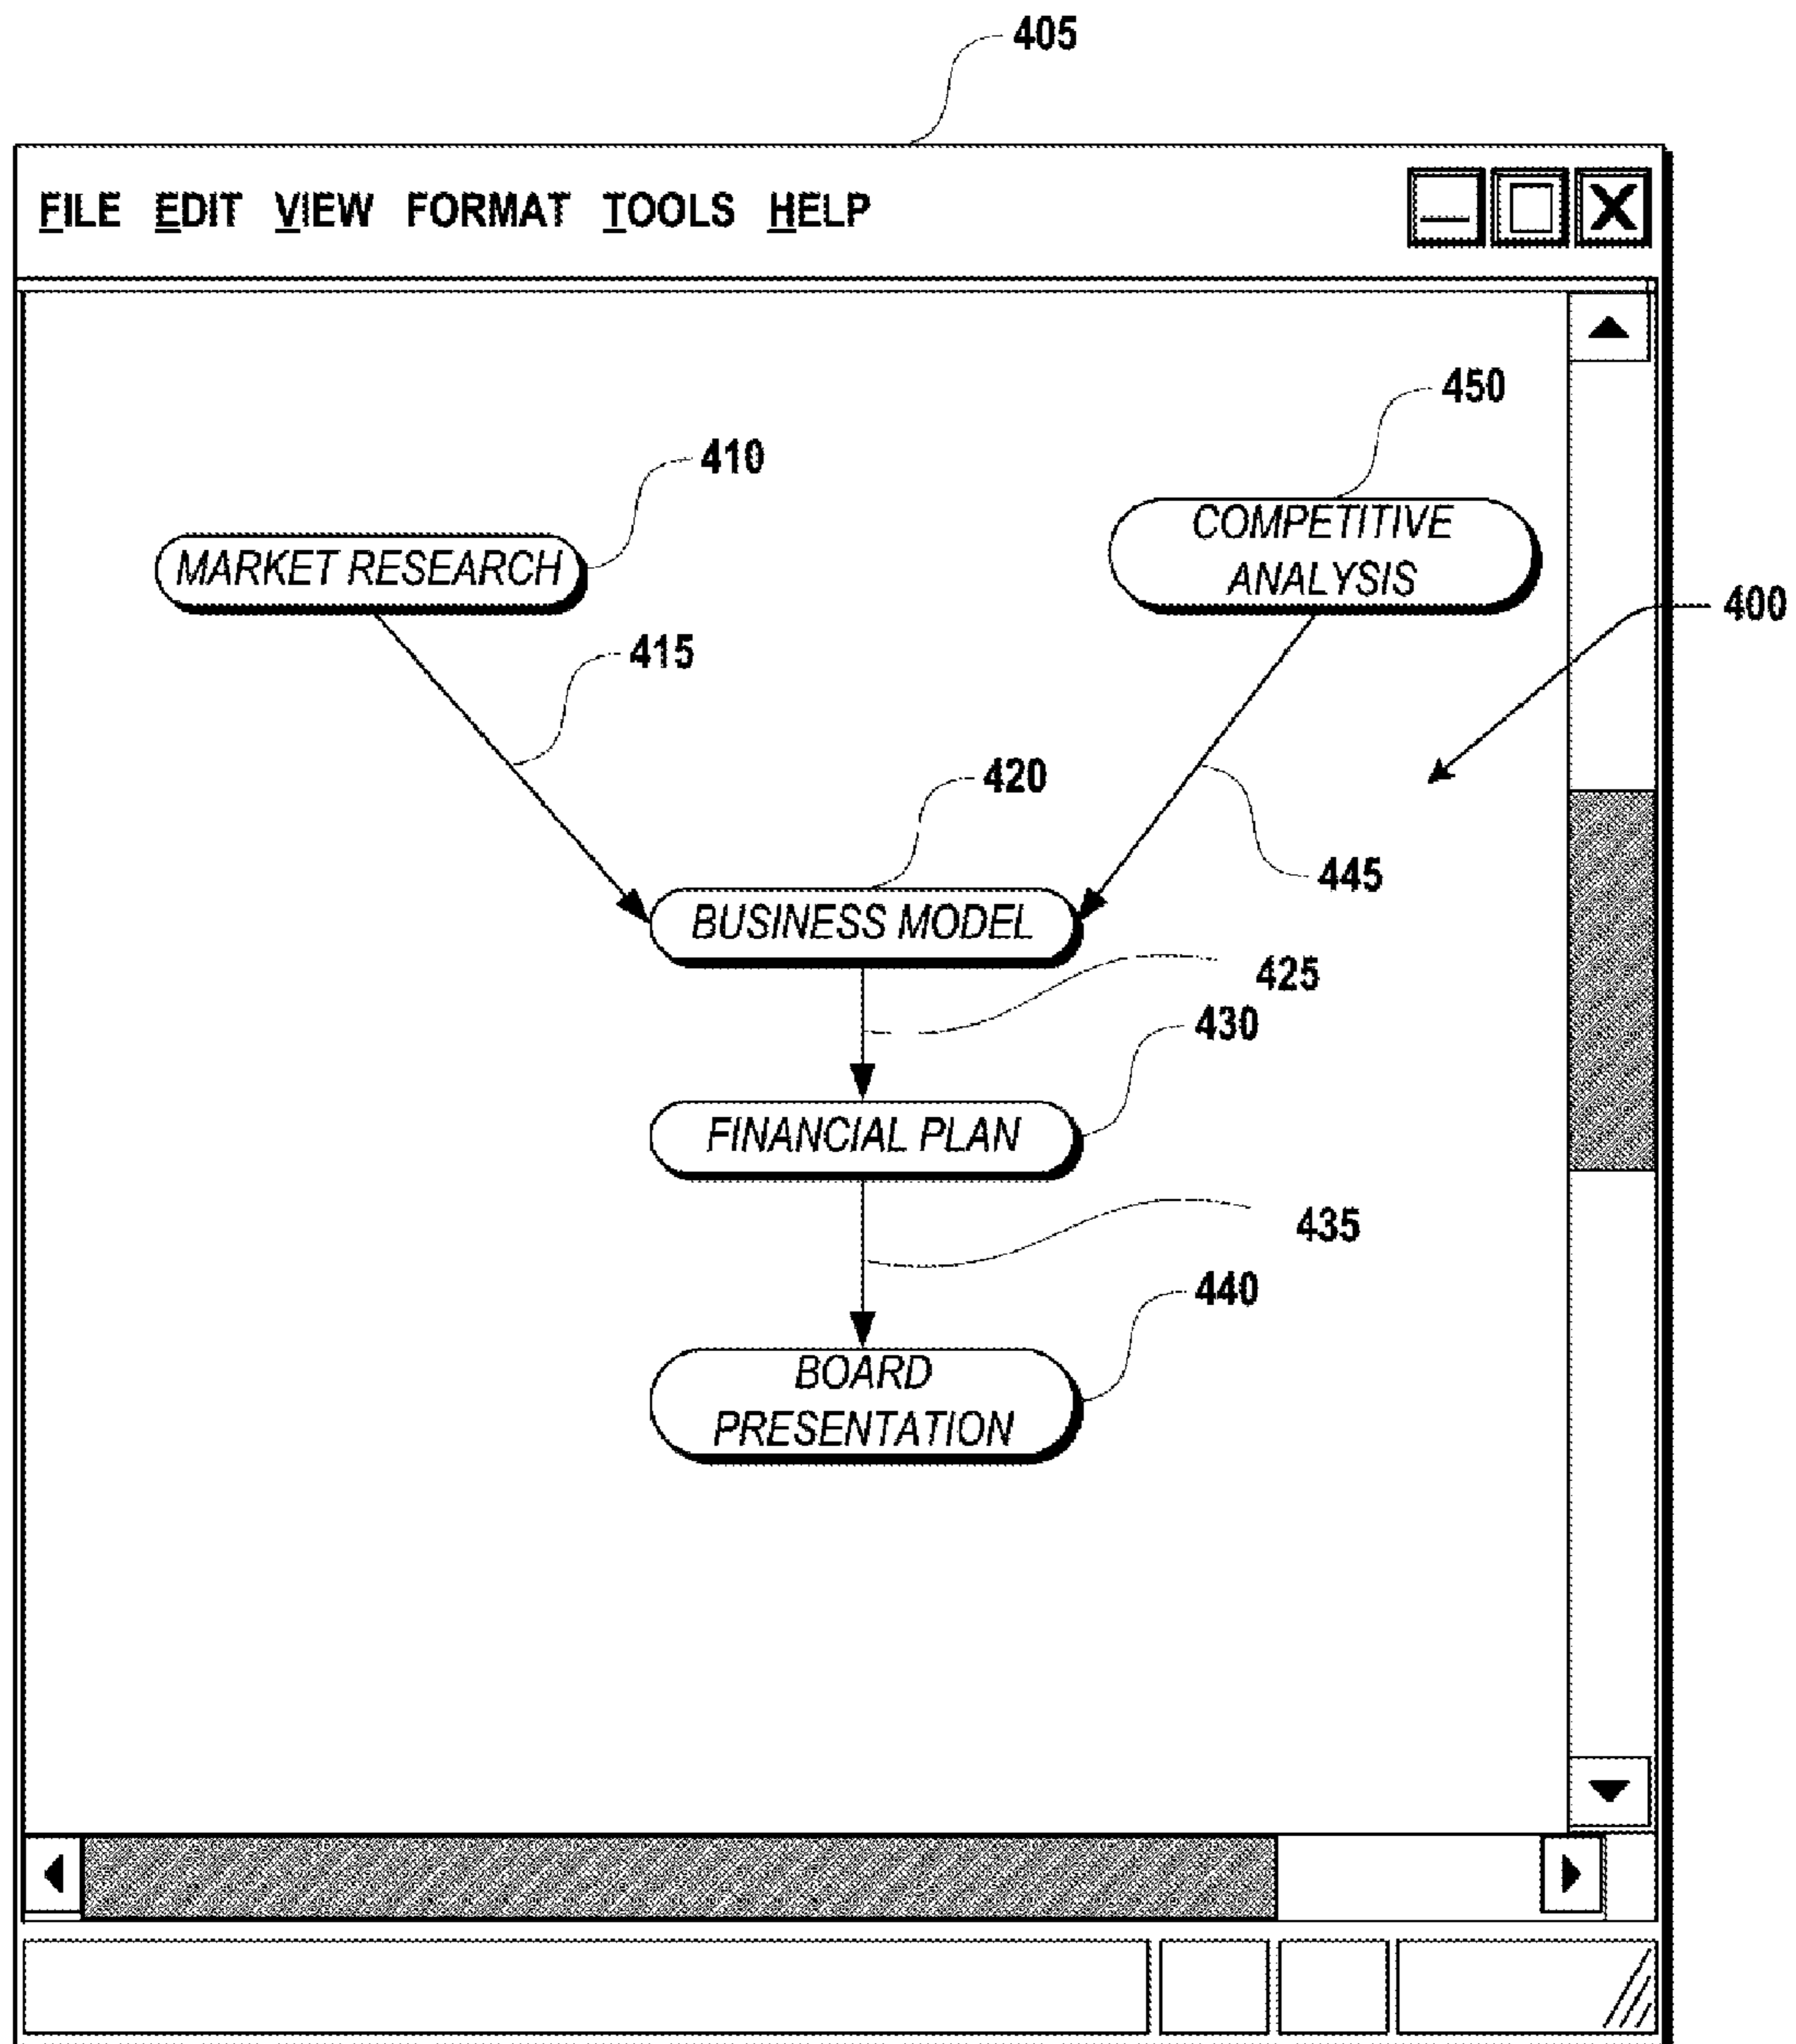 405
FILE EDIT VIEW FORMAT TOOLS HELP
450
410
COMPETITIVE
ANALYSIS
MARKET RESEARCH
400
415
420
445
BUSINESS MODEL
425
430
FINANCIAL PLAN
435
440
BOARD
PRESENTATION